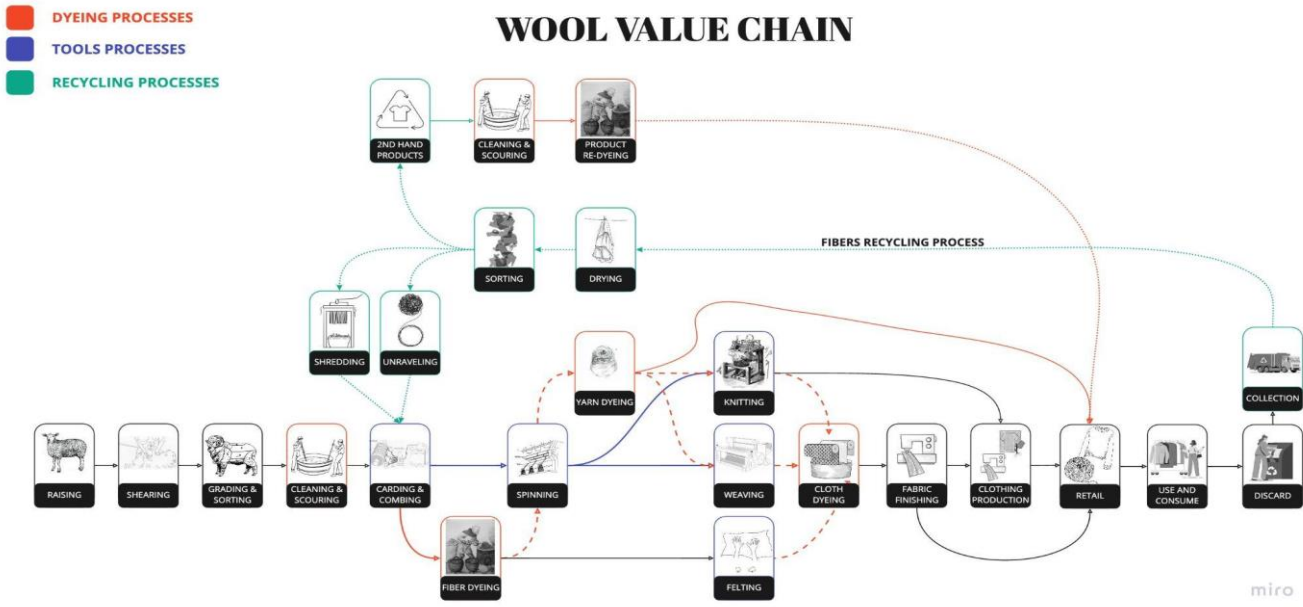 WOOL VALUE CHAIN
DYEING PROCESSES
TOOLS PROCESSES
RECYCLING PROCESSES
2ND HAND
PRODUCTS
CLEANING &
SCOURING
PRODUCT
RE-DYEING
SORTING
DRYING
FIBERS RECYCLING PROCESS
SHREDDING
UNRAVELING
YARN DYEING
KNITTING
COLLECTION
RAISING
SHEARING
GRADING &
SORTING
CLEANING &
SCOURING
CARDING &
COMBING
SPINNING
WEAVING
CLOTH
DYEING
FABRIC
FINISHING
CLOTHING
PRODUCTION
RETAIL
USE AND
CONSUME
DISCARD
FIBER DYEING
FELTING
miro